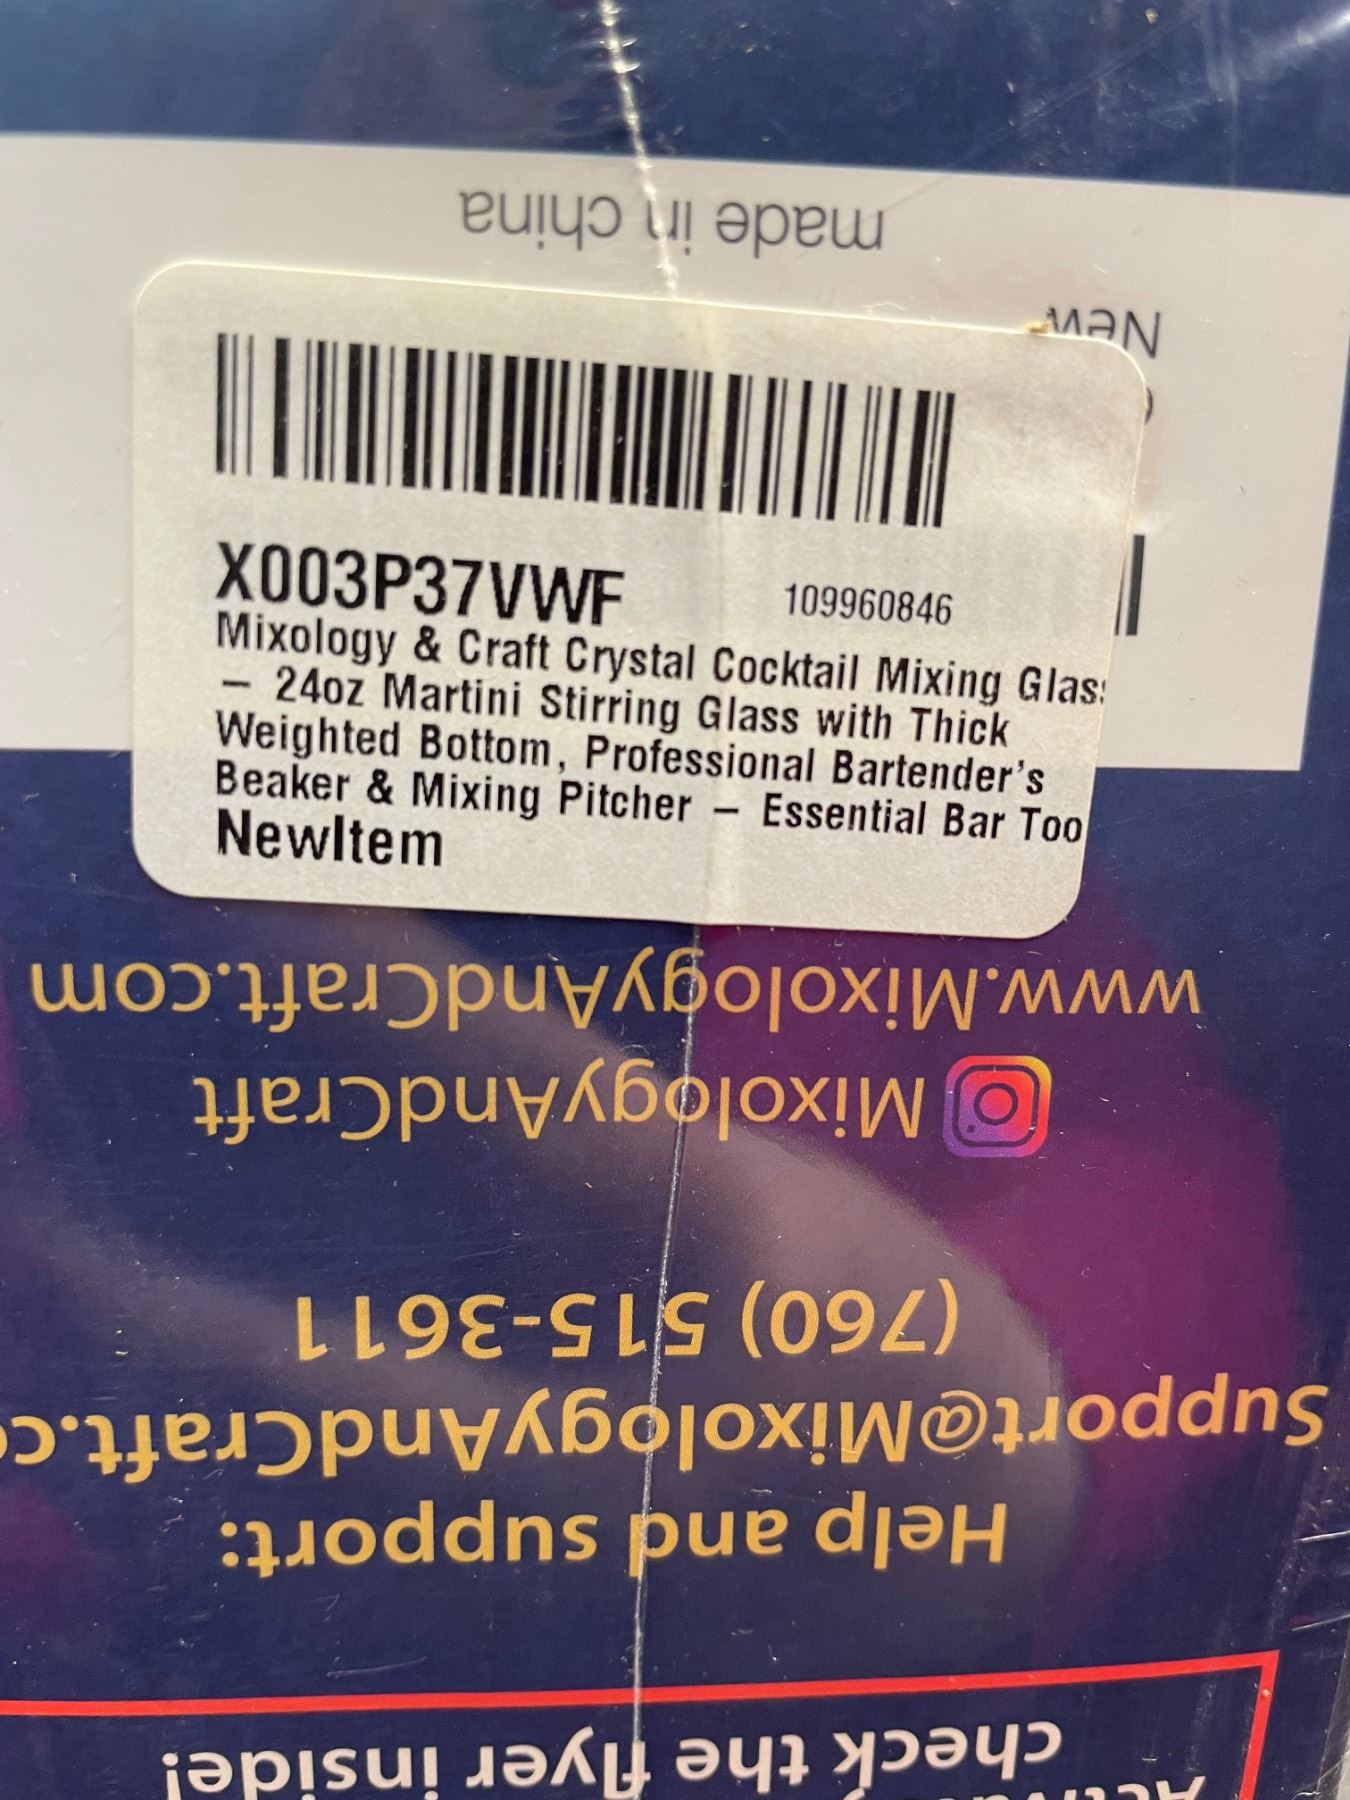 made in china
New
X003P37VWF 109960846
Mixology & Craft Crystal Cocktail Mixing Glas
– 24oz Martini Stirring Glass with Thick
Weighted Bottom, Professional Bartender's
Beaker & Mixing Pitcher – Essential Bar Too
NewItem
www.MixologyAndCraft.com
MixologyAndCraft
(760) 515-3611
Support@MixologyAndCraft.c
Help and support:
check the flyer inside!